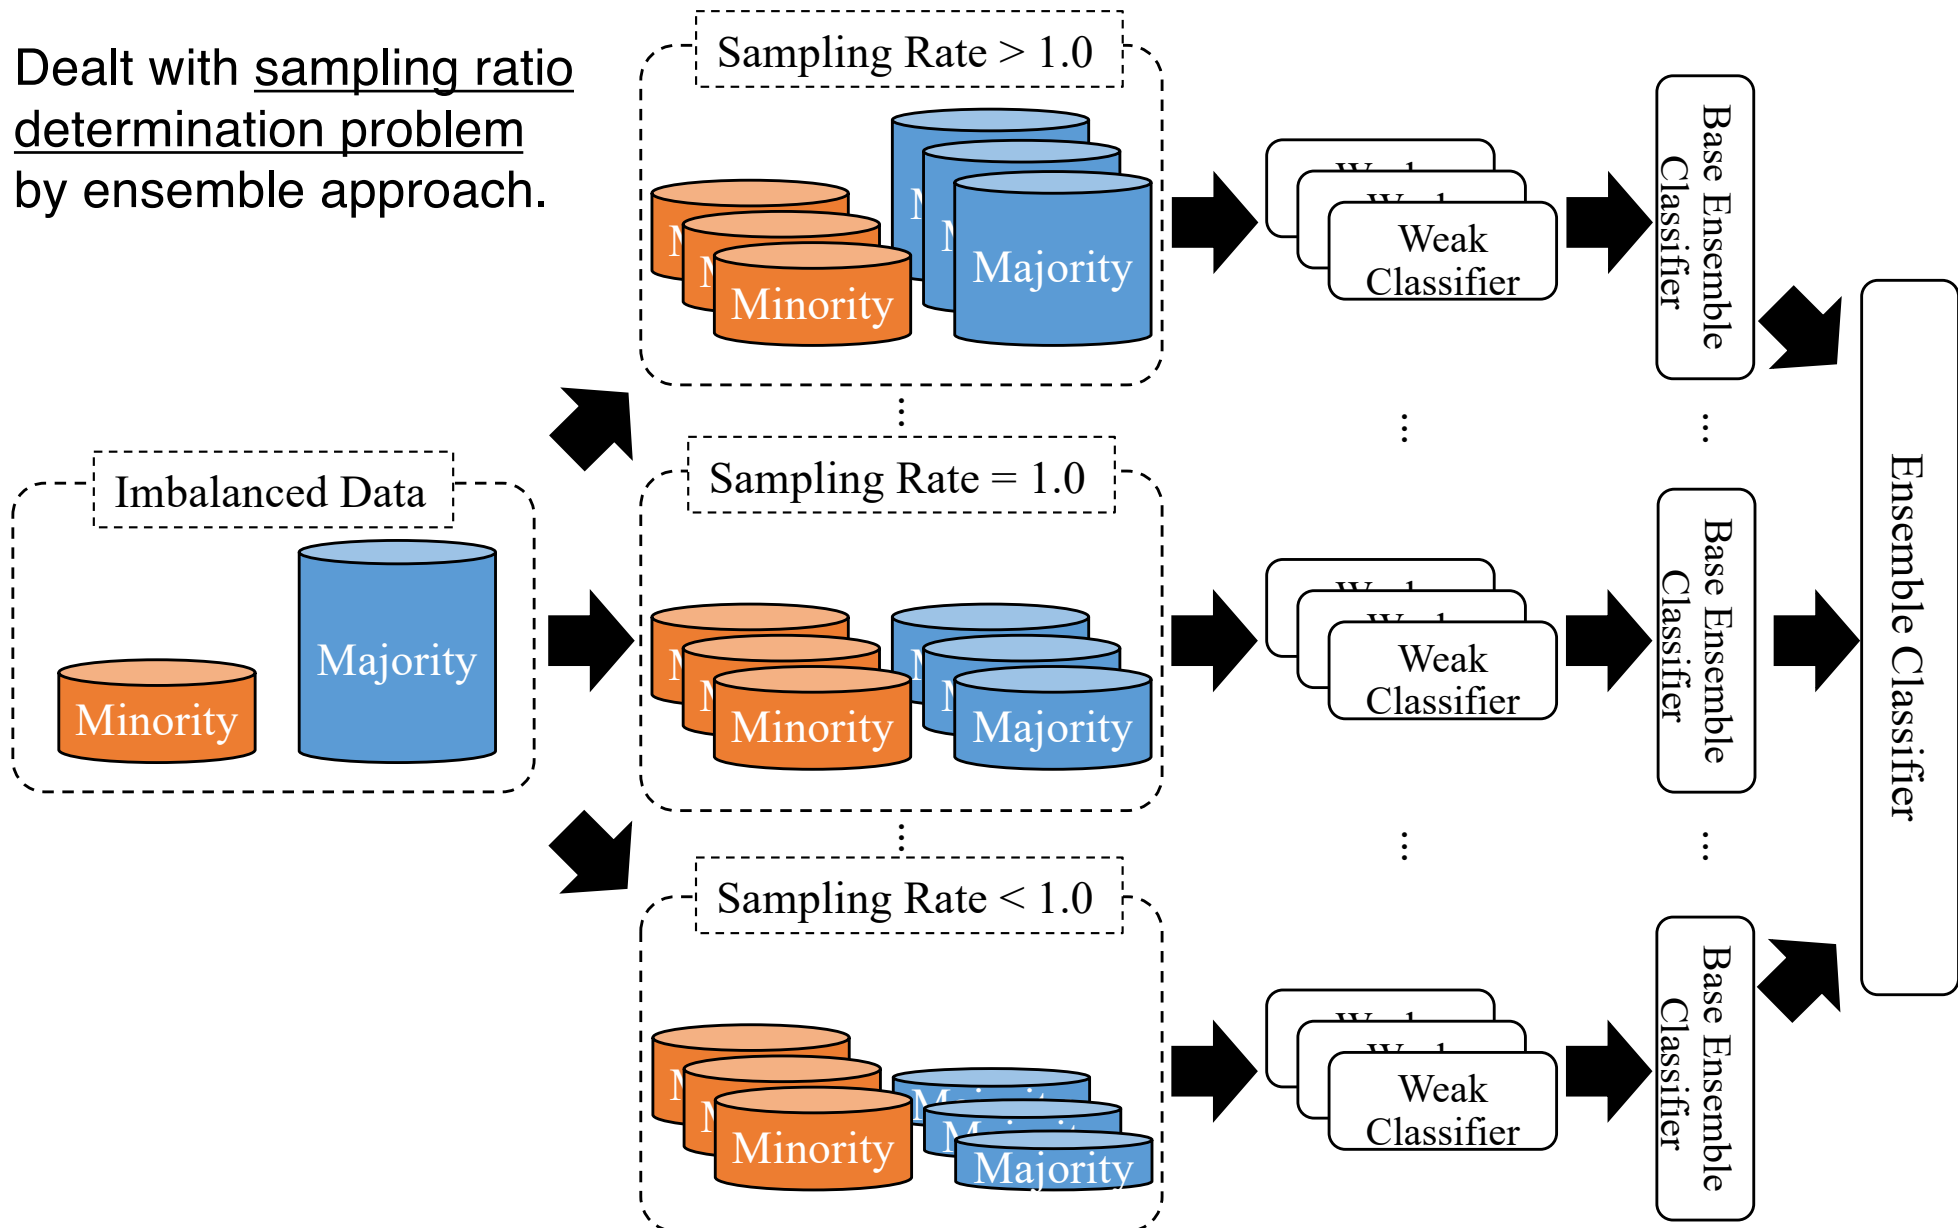 Dealt with sampling ratio
determination problem
by ensemble approach.
Sampling Rate > 1.0
Minority
Majority
Weak
Classifier
Base Ensemble
Classifier
Imbalanced Data
Minority
Majority
Sampling Rate = 1.0
Minority
Majority
Weak
Classifier
Base Ensemble
Classifier
Ensemble Classifier
Sampling Rate < 1.0
Majority
Majority
Minority
Majority
Weak
Classifier
Base Ensemble
Classifier